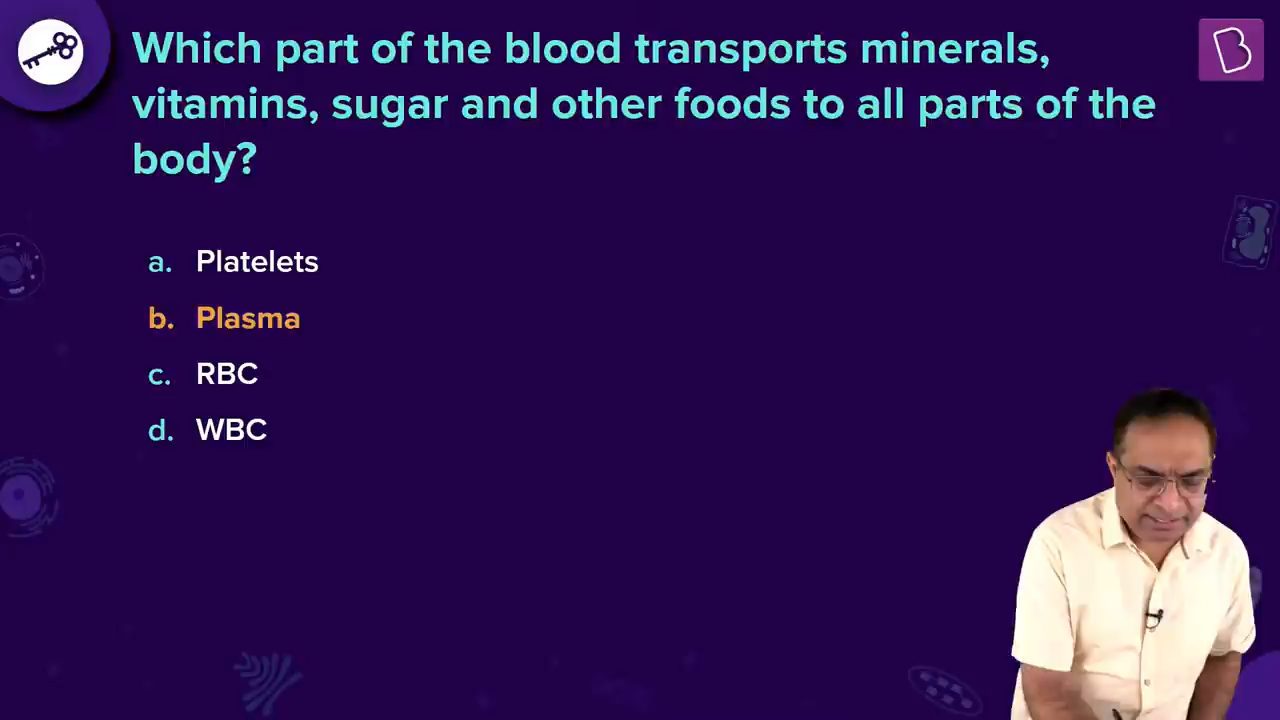 Which part of the blood transports minerals,
vitamins, sugar and other foods to all parts of the
body?
a. Platelets
b. Plasma
c. RBC
d. WBC